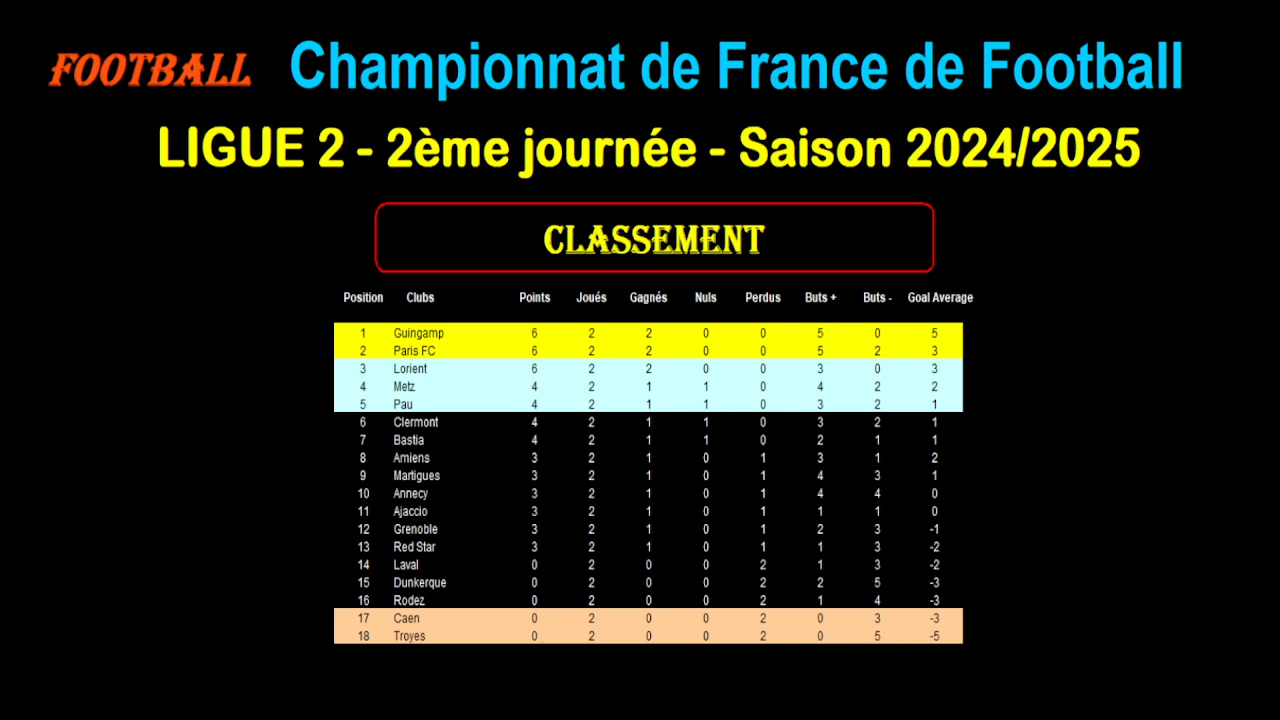 FOOTBALL Championnat de France de Football
LIGUE 2 - 2ème journée - Saison 2024/2025
CLASSEMENT
Position Clubs Points Joués Gagnés Nuls Perdus Buts + Buts - Goal Average
1 Guingamp 6 2 2 0 0 5 0 5
2 Paris FC 6 2 2 0 0 5 2 3
3 Lorient 6 2 2 0 0 3 0 3
4 Metz 4 2 1 1 0 4 2 2
5 Pau 4 2 1 1 0 3 2 1
6 Clermont 4 2 1 1 0 3 2 1
7 Bastia 4 2 1 1 0 2 1 1
8 Amiens 3 2 1 0 1 3 1 2
9 Martigues 3 2 1 0 1 4 3 1
10 Annecy 3 2 1 0 1 4 4 0
11 Ajaccio 3 2 1 0 1 1 1 0
12 Grenoble 3 2 1 0 1 2 3 -1
13 Red Star 3 2 1 0 1 1 3 -2
14 Laval 0 2 0 0 2 1 3 -2
15 Dunkerque 0 2 0 0 2 2 5 -3
16 Rodez 0 2 0 0 2 1 4 -3
17 Caen 0 2 0 0 2 0 3 -3
18 Troyes 0 2 0 0 2 0 5 -5